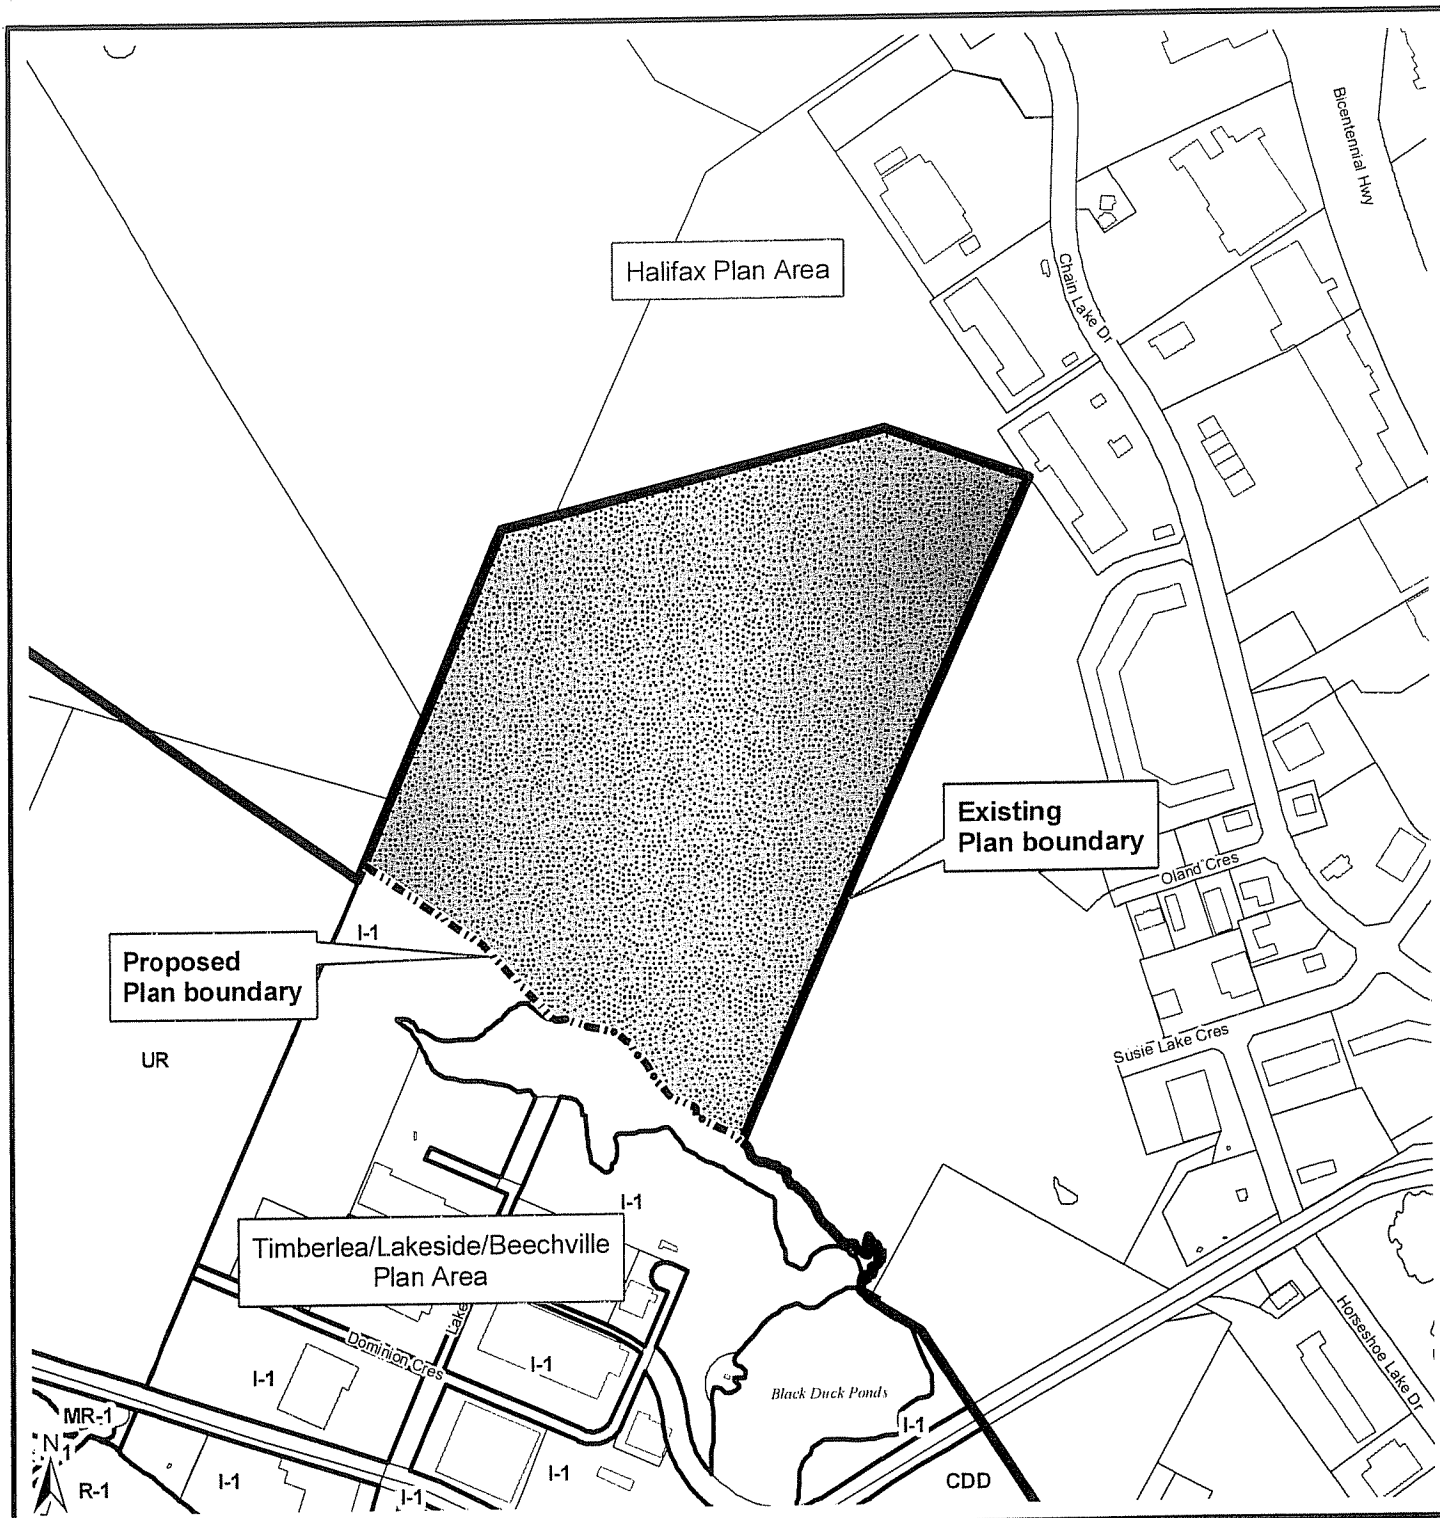 Bicentennial Hwy
Halifax Plan Area
Chain Lake Dr
Existing
Plan boundary
Oland Cres
I-1
Proposed
Plan boundary
Susie Lake Cres
UR
I-1
Timberlea/Lakeside/Beechville
Plan Area
Lake
Horseshoe Lake Dr
Dominion Cres
I-1
I-1
Black Duck Ponds
MR-1
I-1
N
1
I-1
I-1
R-1
I-1
CDD